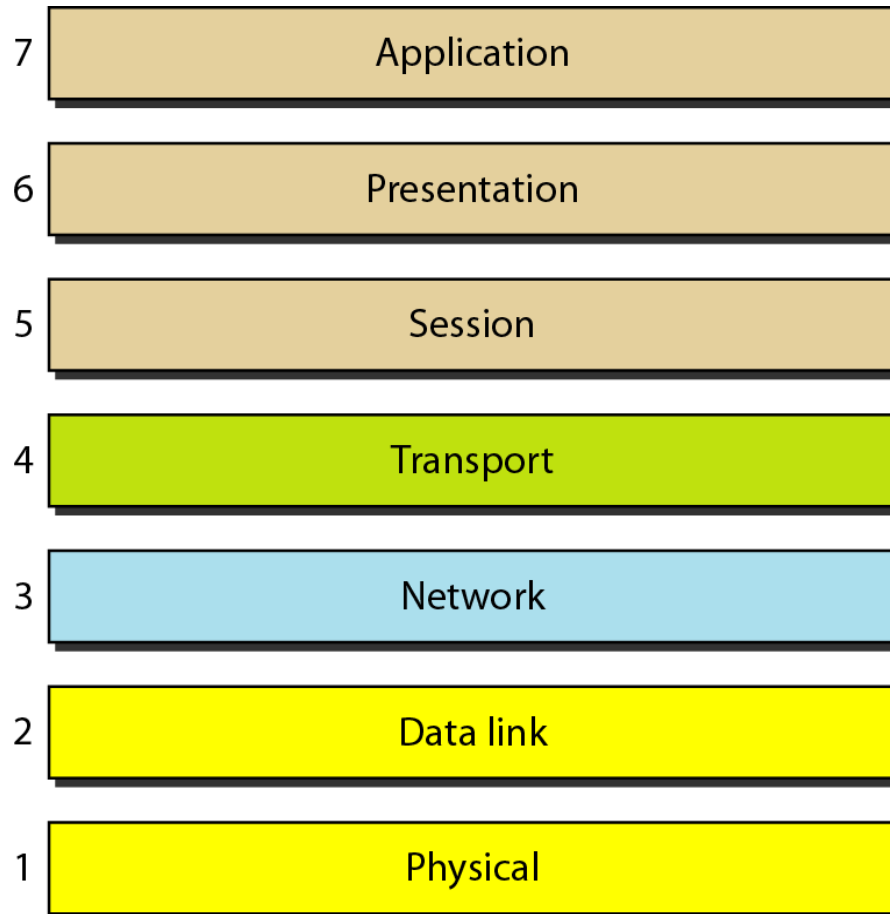 7 Application
6 Presentation
5 Session
4 Transport
3 Network
2 Data link
1 Physical